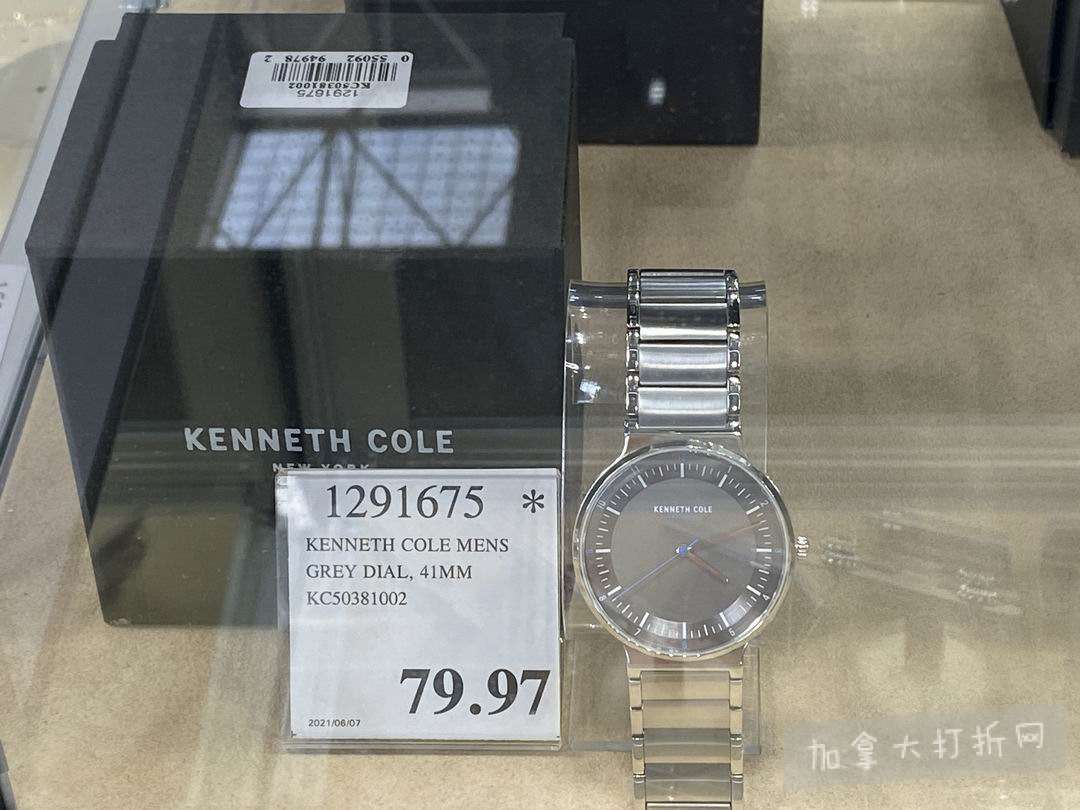 1291675
KC50381002
0 55092 94978 2
KENNETH COLE
NEW YORK
1291675 *
KENNETH COLE MENS
GREY DIAL, 41MM
KC50381002
79.97
2021/06/07
KENNETH COLE
加拿大打折网